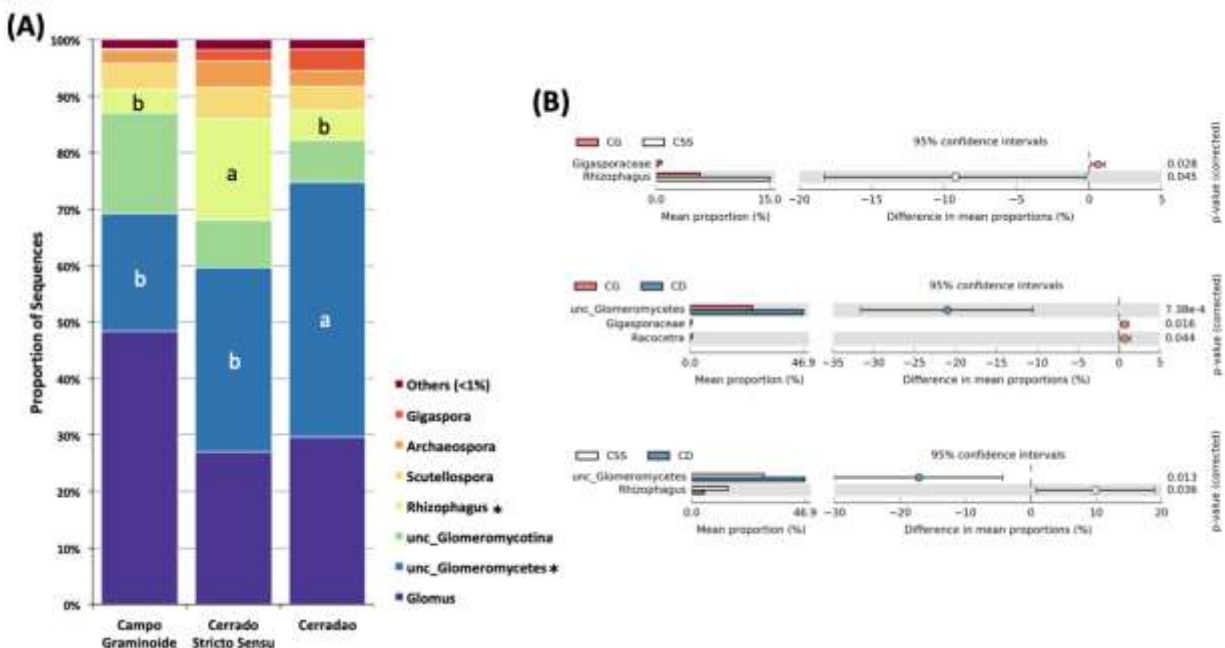 (A)
100%
90%
80%
70%
60%
50%
40%
30%
20%
10%
0%
Proportion of Sequences
b
b
a
b
b
a
Campo Graminoide
Cerrado Stricto Sensu
Cerradao
Others (<1%)
Gigaspora
Archaeospora
Scutellospora
Rhizophagus *
unc_Glomeromycotina
unc_Glomeromycetes *
Glomus
(B)
CG CSS 95% confidence intervals
Gigasporaceae 0.028
Rhizophagus 0.045
0.0 15.0 −20 −15 −10 −5 0 5
Mean proportion (%) Difference in mean proportions (%)
p-value (corrected)
CG CD 95% confidence intervals
unc_Glomeromycetes 7.38e-4
Gigasporaceae 0.016
Racocetra 0.044
0.0 46.9 −35 −30 −25 −20 −15 −10 −5 0 5
Mean proportion (%) Difference in mean proportions (%)
p-value (corrected)
CSS CD 95% confidence intervals
unc_Glomeromycetes 0.013
Rhizophagus 0.038
0.0 46.9 −30 −20 −10 0 10 20
Mean proportion (%) Difference in mean proportions (%)
p-value (corrected)